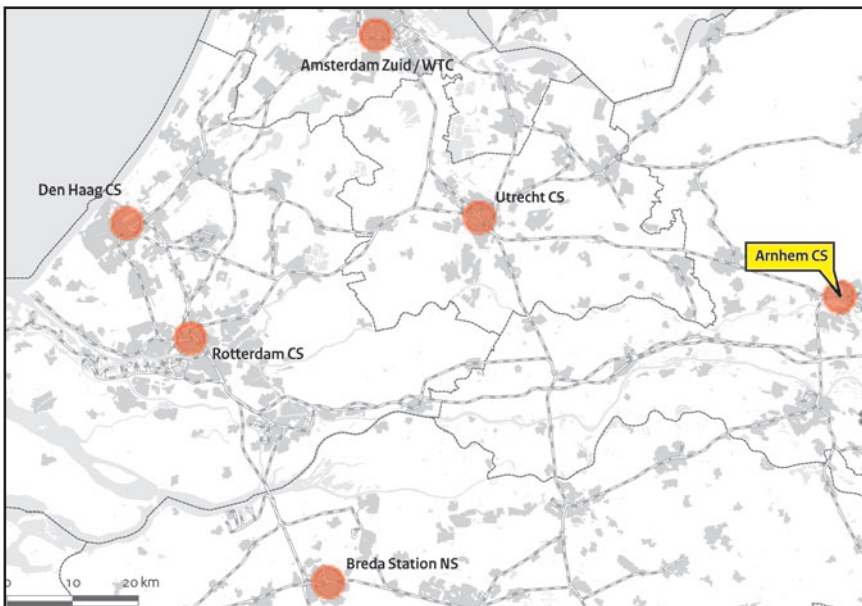 Amsterdam Zuid / WTC
Den Haag CS
Utrecht CS
Arnhem CS
Rotterdam CS
Breda Station NS
0 10 20 km